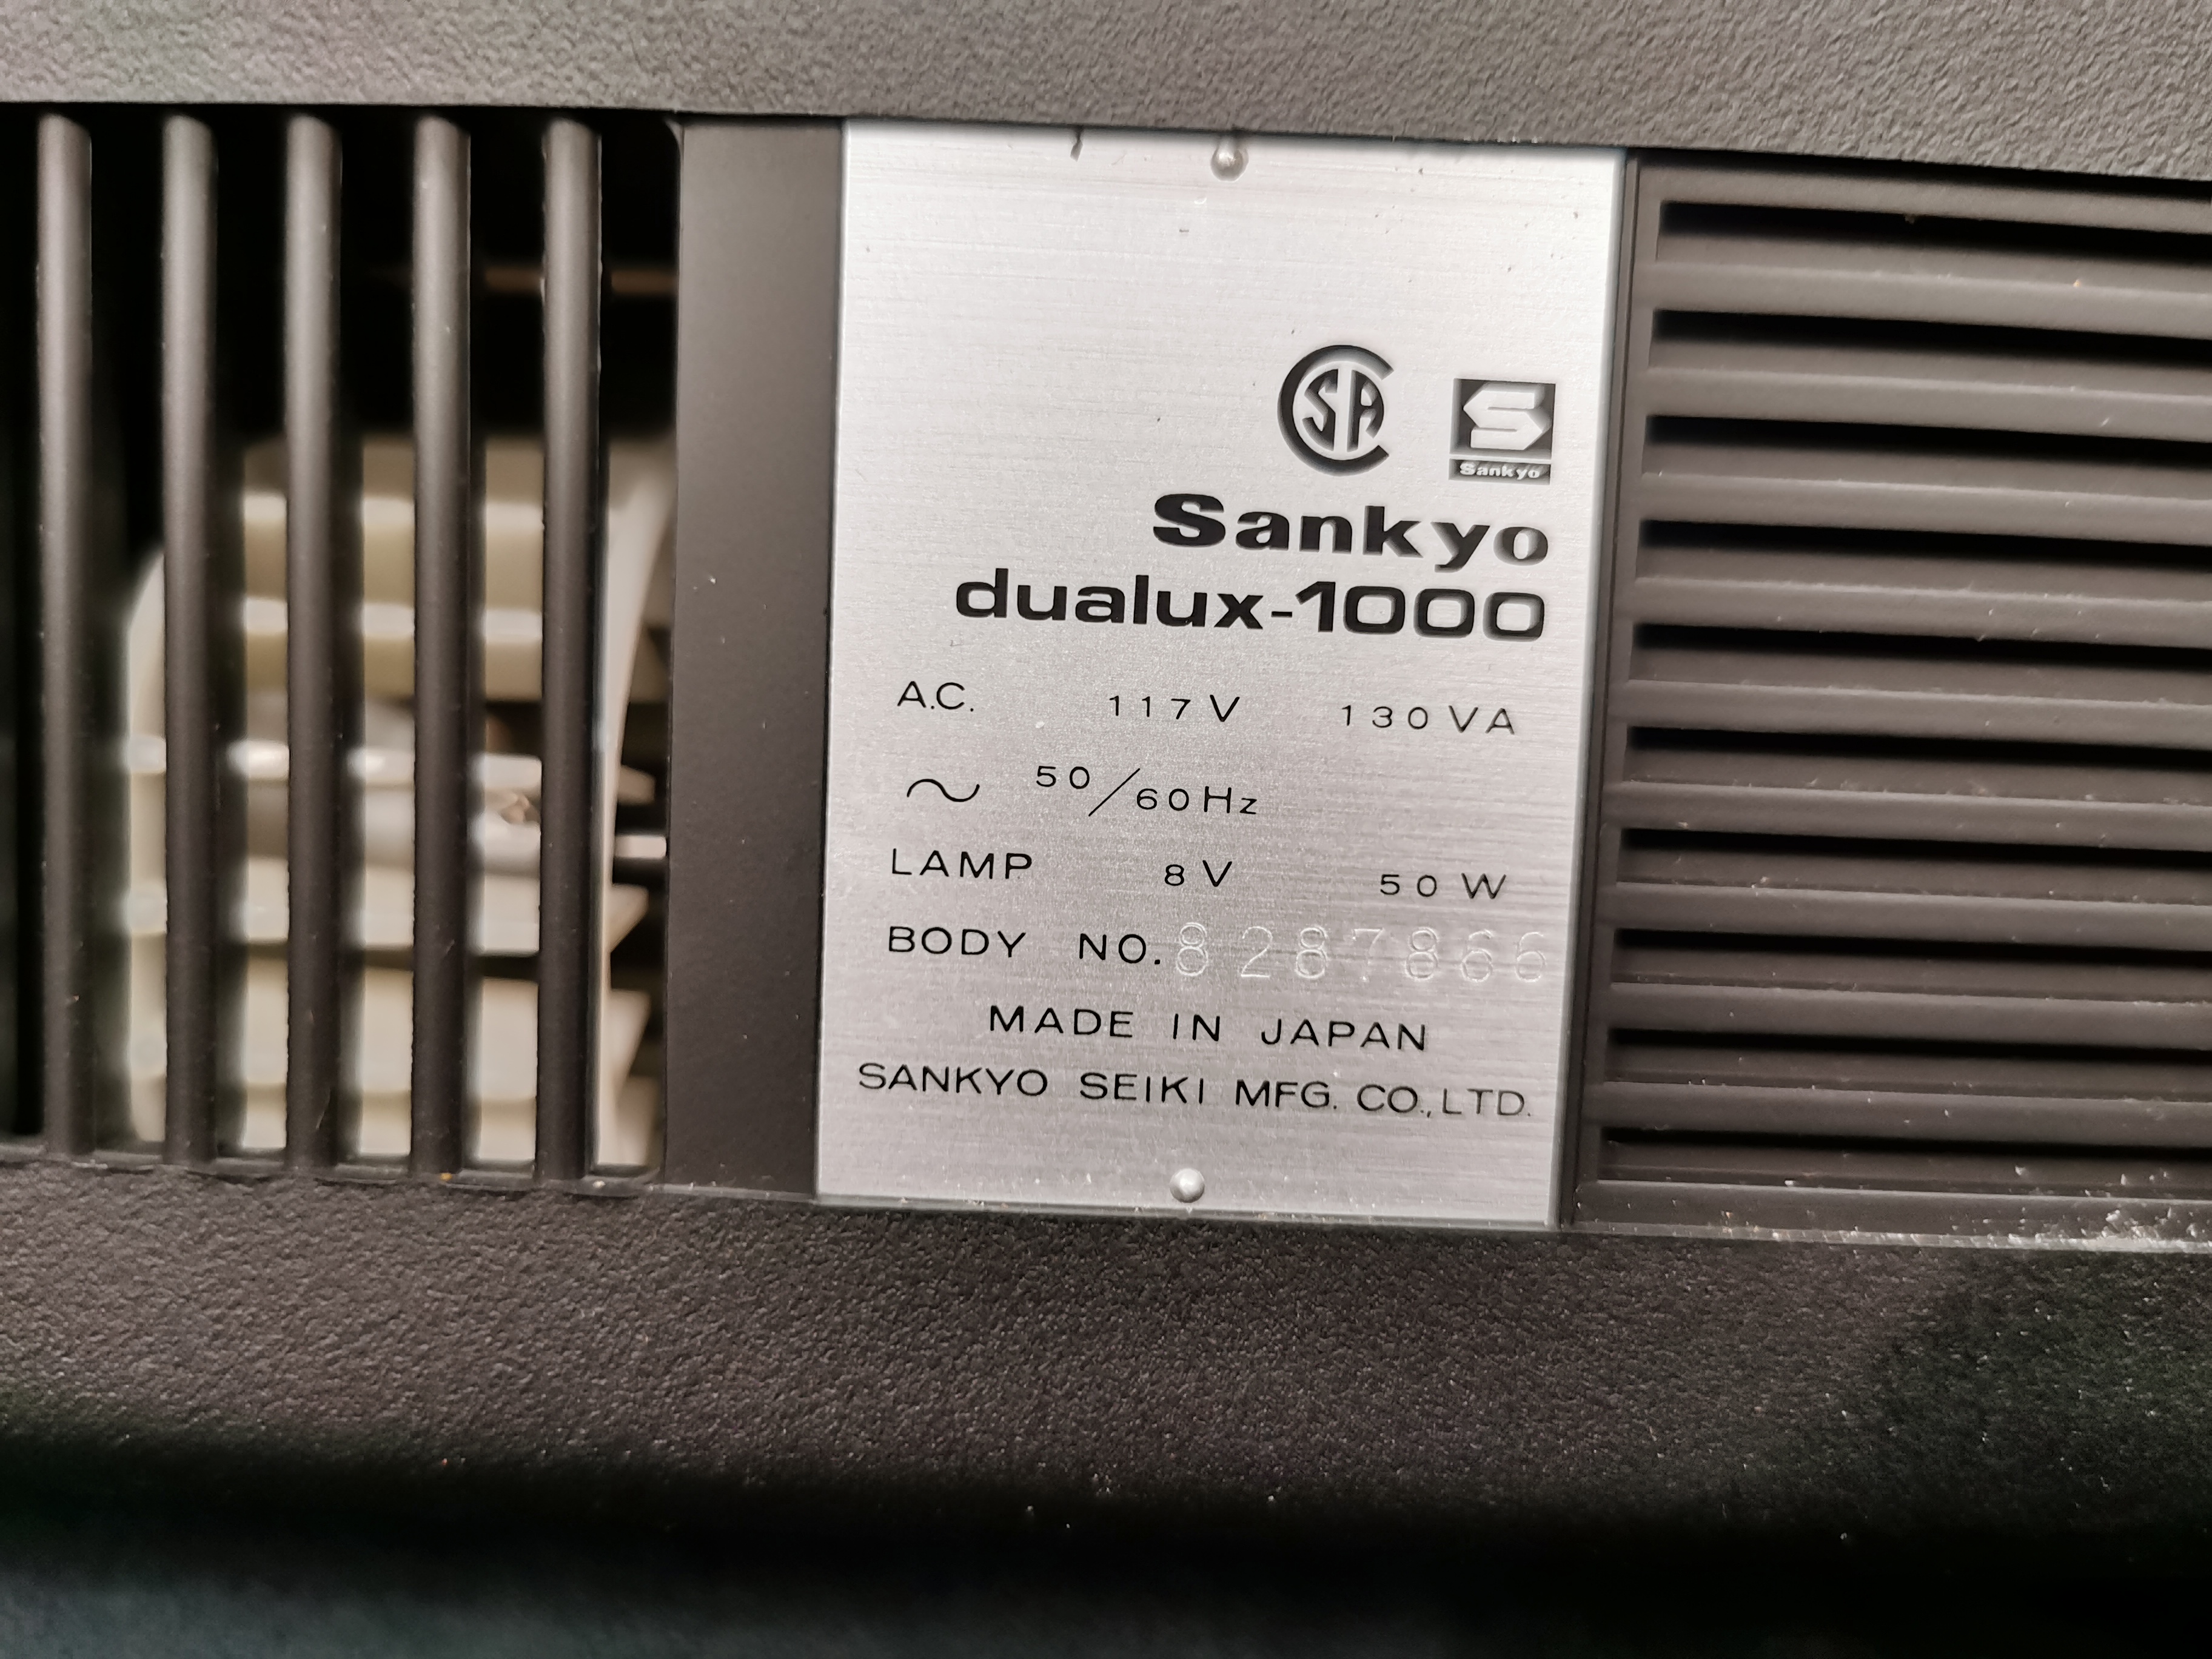 CSA
S
Sankyo
Sankyo
dualux-1000
A.C. 117V 130VA
~ 50/60Hz
LAMP 8V 50W
BODY NO. 8287866
MADE IN JAPAN
SANKYO SEIKI MFG. CO., LTD.